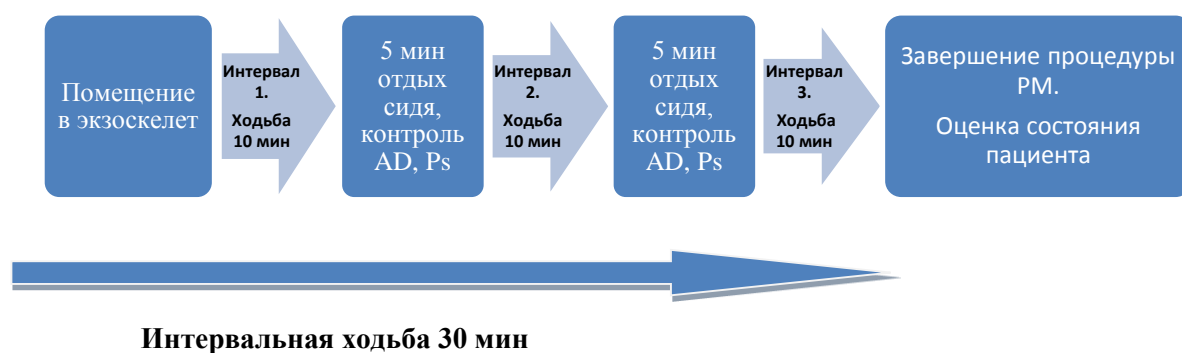 Помещение
в экзоскелет
Интервал
1.
Ходьба
10 мин
5 мин
отдых
сидя,
контроль
AD, Ps
Интервал
2.
Ходьба
10 мин
5 мин
отдых
сидя,
контроль
AD, Ps
Интервал
3.
Ходьба
10 мин
Завершение процедуры
РМ.
Оценка состояния
пациента
Интервальная ходьба 30 мин